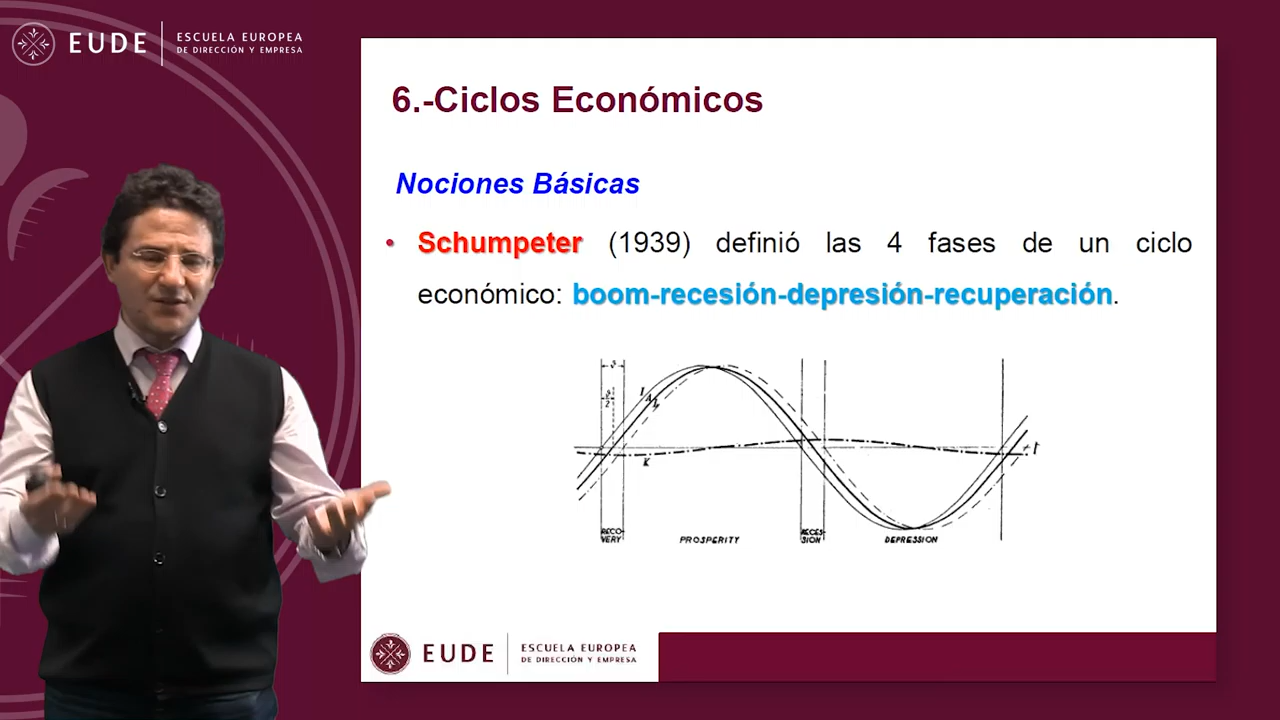 EUDE
ESCUELA EUROPEA
DE DIRECCIÓN Y EMPRESA
6.-Ciclos Económicos
Nociones Básicas
• Schumpeter (1939) definió las 4 fases de un ciclo
económico: boom-recesión-depresión-recuperación.
K
RECO-
VERY
PROSPERITY
RECES-
SION
DEPRESSION
EUDE
ESCUELA EUROPEA
DE DIRECCIÓN Y EMPRESA